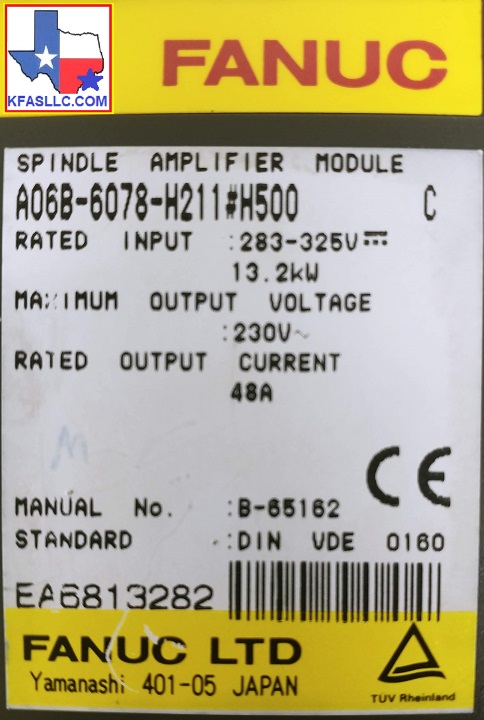 KFASLLC.COM
FANUC
SPINDLE AMPLIFIER MODULE
A06B-6078-H211#H500 C
RATED INPUT :283-325V⎓
13.2kW
MAXIMUM OUTPUT VOLTAGE
:230V~
RATED OUTPUT CURRENT
48A
CE
MANUAL No. :B-65162
STANDARD :DIN VDE 0160
EA6813282
FANUC LTD
Yamanashi 401-05 JAPAN
TÜV Rheinland